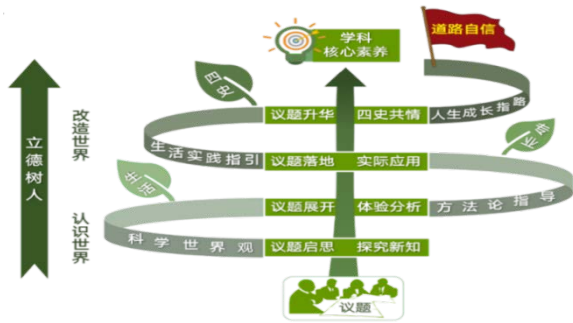 道路自信
学科
核心素养
四史
议题升华 四史共情 人生成长指路
生活实践指引 议题落地 实际应用
专业
生活
议题展开 体验分析 方法论指导
科学世界观 议题启思 探究新知
议题
立德树人
改造世界
认识世界